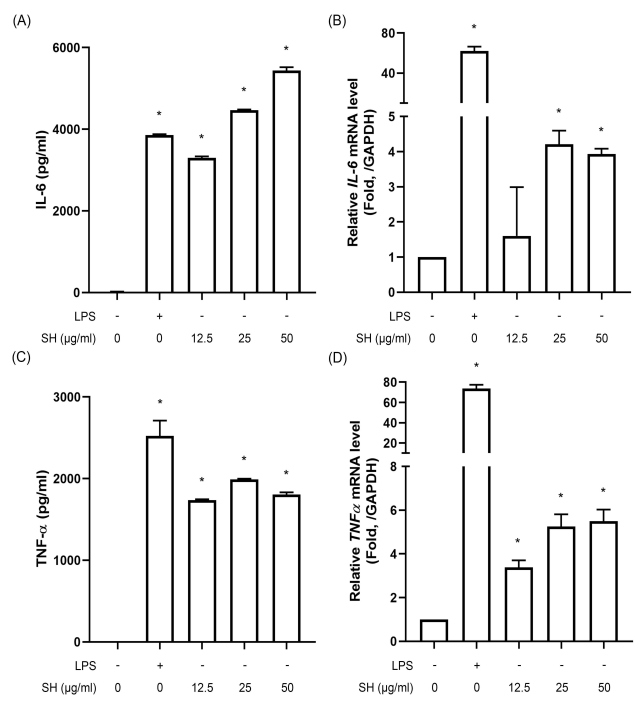 (A)
6000
4000
2000
0
IL-6 (pg/ml)
* * * *
LPS - + - - -
SH (μg/ml) 0 0 12.5 25 50
(B)
80
40
5
4
3
2
1
0
Relative IL-6 mRNA level
(Fold, /GAPDH)
* * *
LPS - + - - -
SH (μg/ml) 0 0 12.5 25 50
(C)
3000
2000
1000
0
TNF-α (pg/ml)
* * * *
LPS - + - - -
SH (μg/ml) 0 0 12.5 25 50
(D)
80
60
40
20
8
6
4
2
0
Relative TNFα mRNA level
(Fold, /GAPDH)
* * * *
LPS - + - - -
SH (μg/ml) 0 0 12.5 25 50